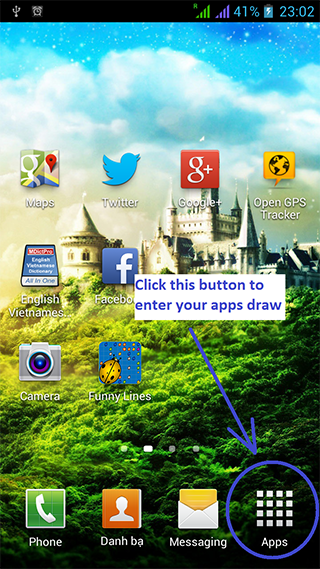 R 41% 23:02
Maps Twitter Google+ Open GPS Tracker
MDictPro
English
Vietnamese
Dictionary
All In One
English Vietnames... Facebo
Click this button to
enter your apps draw
Camera Funny Lines
Phone Danh bạ Messaging Apps